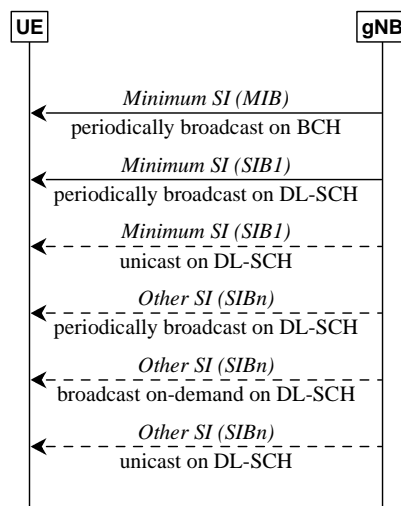 UE
gNB
Minimum SI (MIB)
periodically broadcast on BCH
Minimum SI (SIB1)
periodically broadcast on DL-SCH
Minimum SI (SIB1)
unicast on DL-SCH
Other SI (SIBn)
periodically broadcast on DL-SCH
Other SI (SIBn)
broadcast on-demand on DL-SCH
Other SI (SIBn)
unicast on DL-SCH